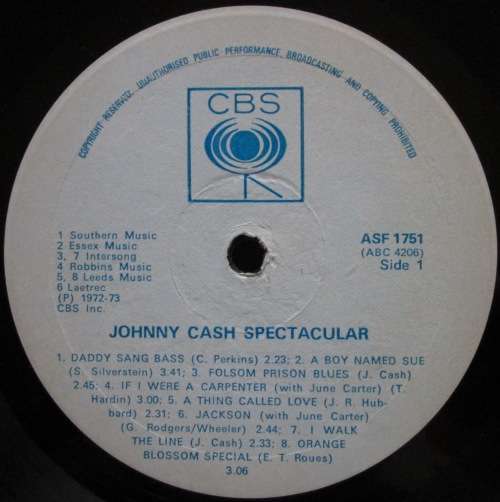 COPYRIGHT RESERVED, UNAUTHORISED PUBLIC PERFORMANCE, BROADCASTING AND COPYING PROHIBITED
CBS
1 Southern Music
2 Essex Music
3, 7 Intersong
4 Robbins Music
5, 8 Leeds Music
6 Laetrec
(P) 1972-73
CBS Inc.
ASF 1751
(ABC 4206)
Side 1
JOHNNY CASH SPECTACULAR
1. DADDY SANG BASS (C. Perkins) 2.23; 2. A BOY NAMED SUE
(S. Silverstein) 3.41; 3. FOLSOM PRISON BLUES (J. Cash)
2.45; 4. IF I WERE A CARPENTER (with June Carter) (T.
Hardin) 3.00; 5. A THING CALLED LOVE (J. R. Hub-
bard) 2.31; 6. JACKSON (with June Carter)
(G. Rodgers/Wheeler) 2.44; 7. I WALK
THE LINE (J. Cash) 2.33; 8. ORANGE
BLOSSOM SPECIAL (E. T. Roues)
3.06